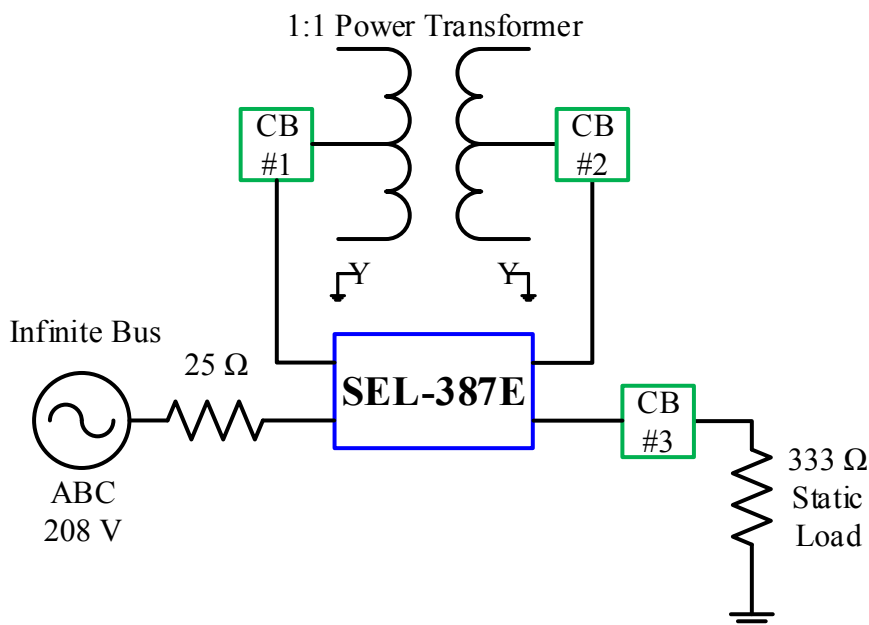 1:1 Power Transformer
CB
#1
CB
#2
Y
Y
Infinite Bus
25 Ω
SEL-387E
CB
#3
ABC
208 V
333 Ω
Static
Load